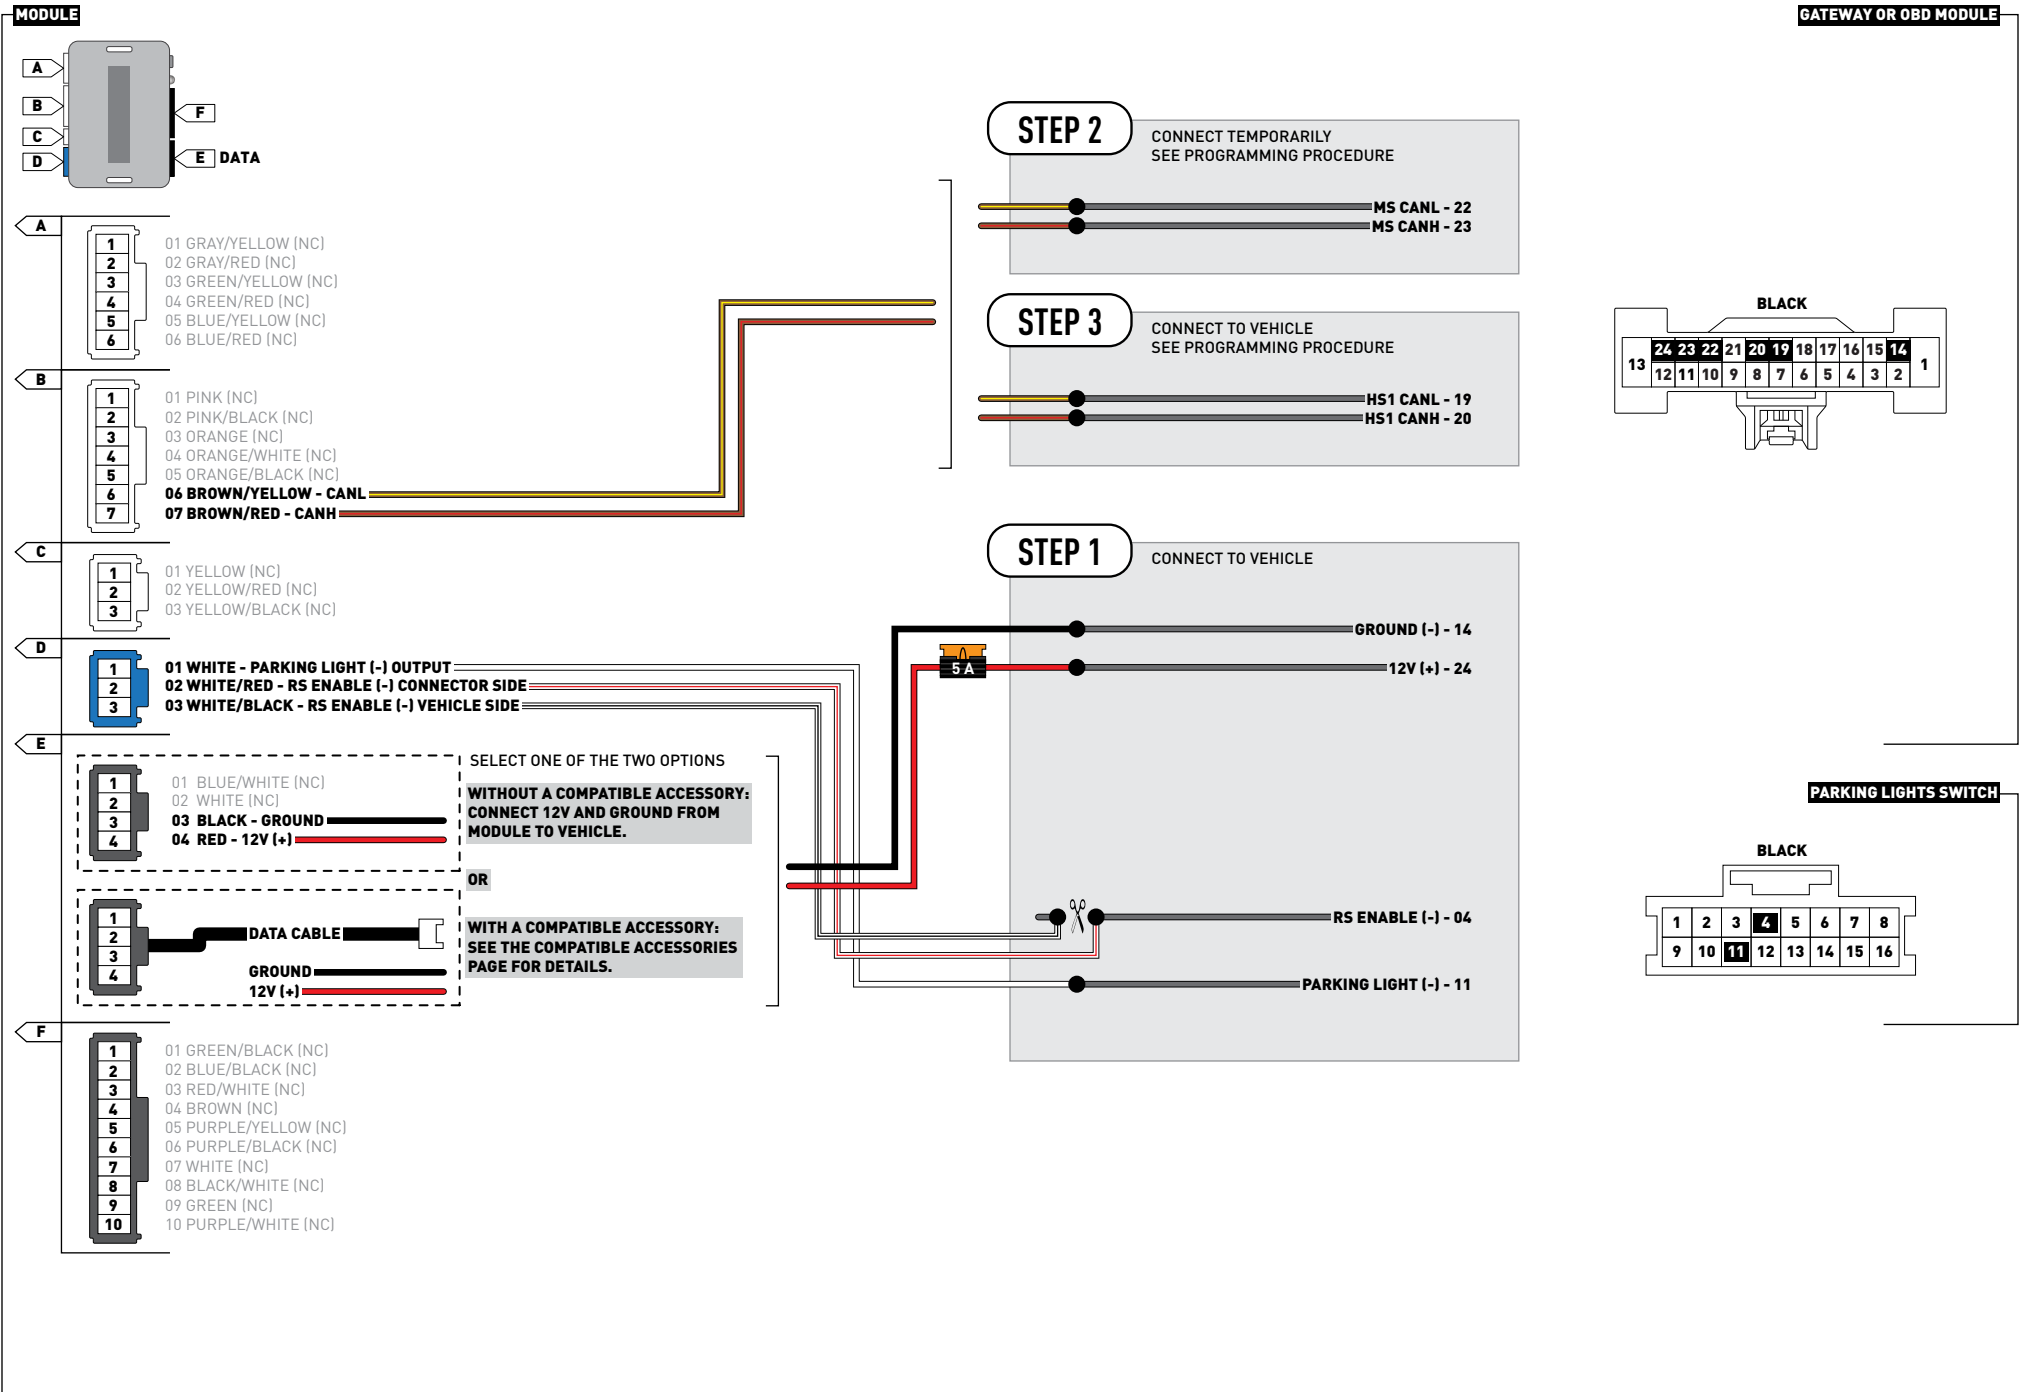 MODULE
GATEWAY OR OBD MODULE
A
B
C
D
F
E DATA
STEP 2
CONNECT TEMPORARILY
SEE PROGRAMMING PROCEDURE
MS CANL - 22
MS CANH - 23
A
1 01 GRAY/YELLOW (NC)
2 02 GRAY/RED (NC)
3 03 GREEN/YELLOW (NC)
4 04 GREEN/RED (NC)
5 05 BLUE/YELLOW (NC)
6 06 BLUE/RED (NC)
STEP 3
CONNECT TO VEHICLE
SEE PROGRAMMING PROCEDURE
HS1 CANL - 19
HS1 CANH - 20
BLACK
13
24 23 22 21 20 19 18 17 16 15 14
12 11 10 9 8 7 6 5 4 3 2
1
B
1 01 PINK (NC)
2 02 PINK/BLACK (NC)
3 03 ORANGE (NC)
4 04 ORANGE/WHITE (NC)
5 05 ORANGE/BLACK (NC)
6 06 BROWN/YELLOW - CANL
7 07 BROWN/RED - CANH
C
1 01 YELLOW (NC)
2 02 YELLOW/RED (NC)
3 03 YELLOW/BLACK (NC)
STEP 1
CONNECT TO VEHICLE
GROUND (-) - 14
5 A
12V (+) - 24
D
1 01 WHITE - PARKING LIGHT (-) OUTPUT
2 02 WHITE/RED - RS ENABLE (-) CONNECTOR SIDE
3 03 WHITE/BLACK - RS ENABLE (-) VEHICLE SIDE
E
SELECT ONE OF THE TWO OPTIONS
1 01 BLUE/WHITE (NC)
2 02 WHITE (NC)
3 03 BLACK - GROUND
4 04 RED - 12V (+)
WITHOUT A COMPATIBLE ACCESSORY:
CONNECT 12V AND GROUND FROM
MODULE TO VEHICLE.
OR
1
2
3
4
DATA CABLE
GROUND
12V (+)
WITH A COMPATIBLE ACCESSORY:
SEE THE COMPATIBLE ACCESSORIES
PAGE FOR DETAILS.
RS ENABLE (-) - 04
PARKING LIGHT (-) - 11
PARKING LIGHTS SWITCH
BLACK
1 2 3 4 5 6 7 8
9 10 11 12 13 14 15 16
F
1 01 GREEN/BLACK (NC)
2 02 BLUE/BLACK (NC)
3 03 RED/WHITE (NC)
4 04 BROWN (NC)
5 05 PURPLE/YELLOW (NC)
6 06 PURPLE/BLACK (NC)
7 07 WHITE (NC)
8 08 BLACK/WHITE (NC)
9 09 GREEN (NC)
10 10 PURPLE/WHITE (NC)